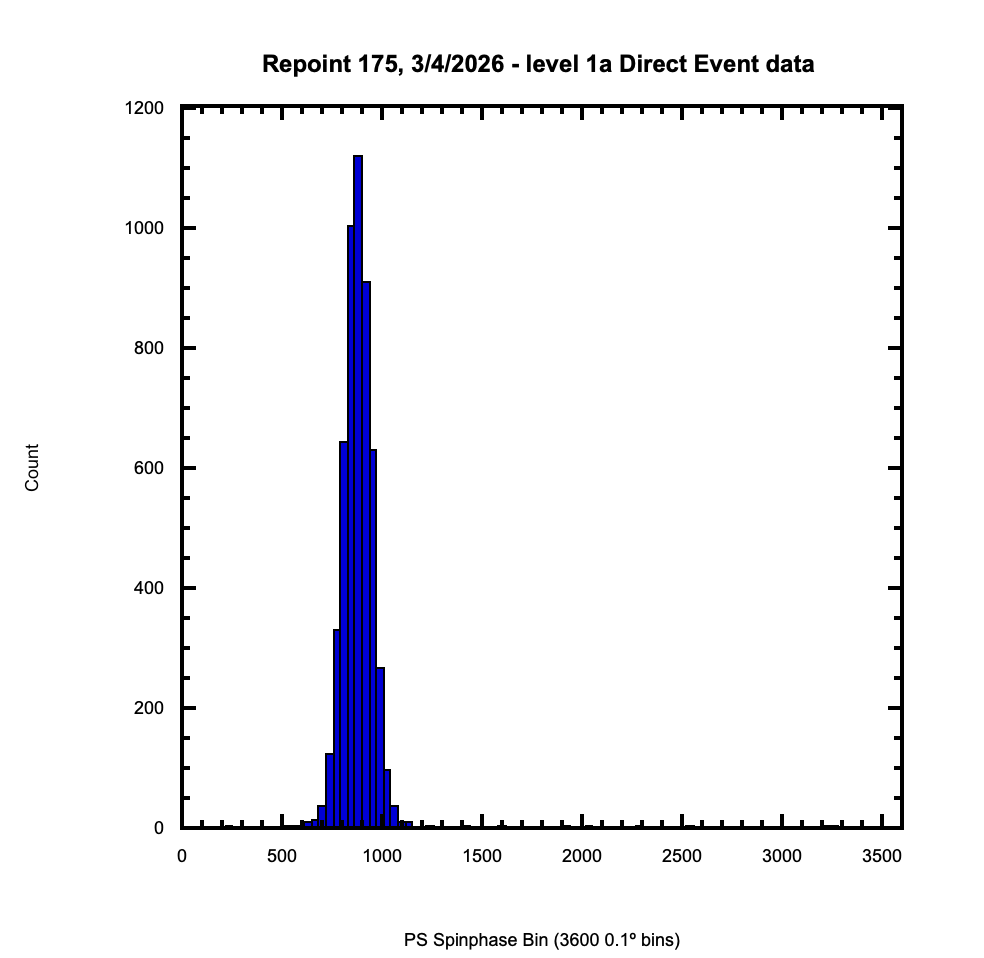 Repoint 175, 3/4/2026 - level 1a Direct Event data
1200
1000
800
600
400
200
0
Count
0 500 1000 1500 2000 2500 3000 3500
PS Spinphase Bin (3600 0.1º bins)